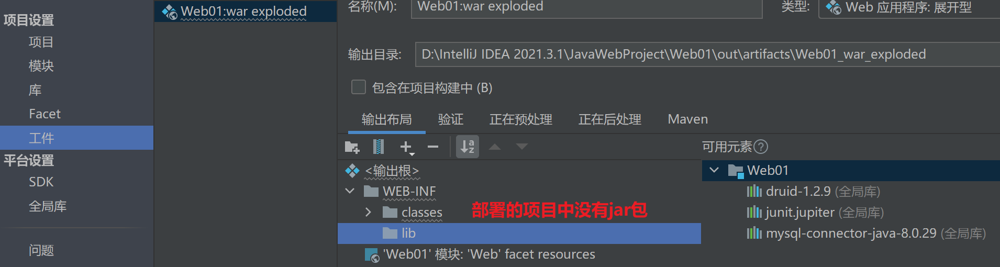 项目设置
项目
模块
库
Facet
工件
平台设置
SDK
全局库
问题
Web01:war exploded
名称(M):
Web01:war exploded
类型:
Web 应用程序: 展开型
输出目录:
D:\IntelliJ IDEA 2021.3.1\JavaWebProject\Web01\out\artifacts\Web01_war_exploded
包含在项目构建中 (B)
输出布局
验证
正在预处理
正在后处理
Maven
<输出根>
WEB-INF
classes
部署的项目中没有jar包
lib
'Web01' 模块: 'Web' facet resources
可用元素
Web01
druid-1.2.9 (全局库)
junit.jupiter (全局库)
mysql-connector-java-8.0.29 (全局库)